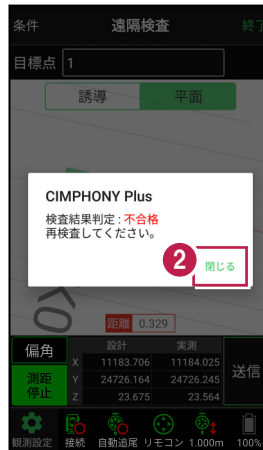 条件 遠隔検査 終了
目標点 1
誘導 平面
CIMPHONY Plus
検査結果判定 : 不合格
再検査してください。
2
閉じる
KO
距離 0.329
偏角 設計 実測
X 11183.706 11184.025
測距停止 Y 24726.164 24726.245 送信
Z 23.675 23.564
観測設定 接続 自動追尾 リモコン 1.000m 100%